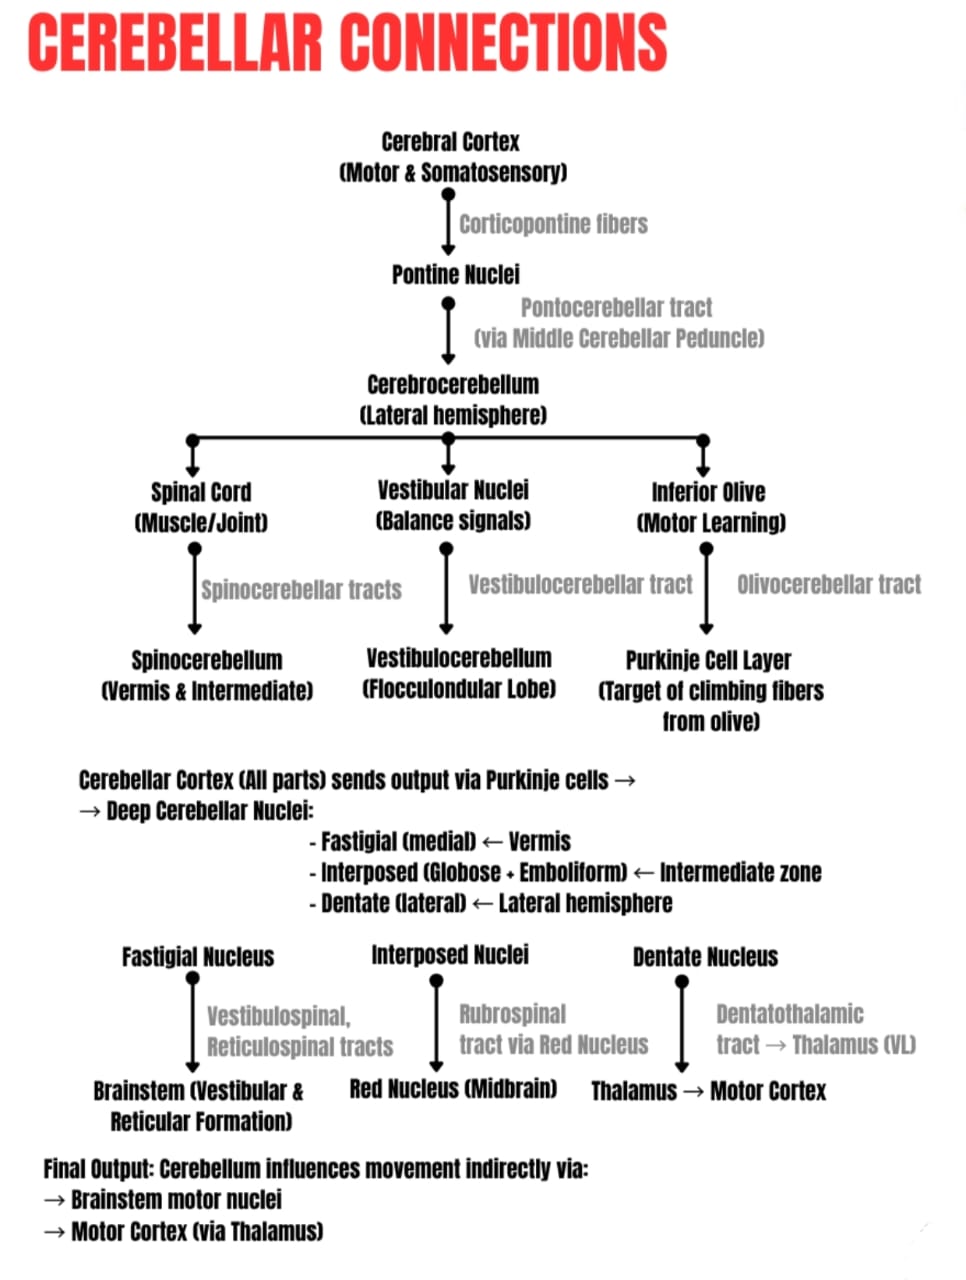 CEREBELLAR CONNECTIONS
Cerebral Cortex
(Motor & Somatosensory)
Corticopontine fibers
Pontine Nuclei
Pontocerebellar tract
(via Middle Cerebellar Peduncle)
Cerebrocerebellum
(Lateral hemisphere)
Spinal Cord
(Muscle/Joint)
Vestibular Nuclei
(Balance signals)
Inferior Olive
(Motor Learning)
Spinocerebellar tracts
Vestibulocerebellar tract
Olivocerebellar tract
Spinocerebellum
(Vermis & Intermediate)
Vestibulocerebellum
(Flocculondular Lobe)
Purkinje Cell Layer
(Target of climbing fibers
from olive)
Cerebellar Cortex (All parts) sends output via Purkinje cells →
→ Deep Cerebellar Nuclei:
- Fastigial (medial) ← Vermis
- Interposed (Globose + Emboliform) ← Intermediate zone
- Dentate (lateral) ← Lateral hemisphere
Fastigial Nucleus
Interposed Nuclei
Dentate Nucleus
Vestibulospinal,
Reticulospinal tracts
Rubrospinal
tract via Red Nucleus
Dentatothalamic
tract → Thalamus (VL)
Brainstem (Vestibular &
Reticular Formation)
Red Nucleus (Midbrain)
Thalamus → Motor Cortex
Final Output: Cerebellum influences movement indirectly via:
→ Brainstem motor nuclei
→ Motor Cortex (via Thalamus)